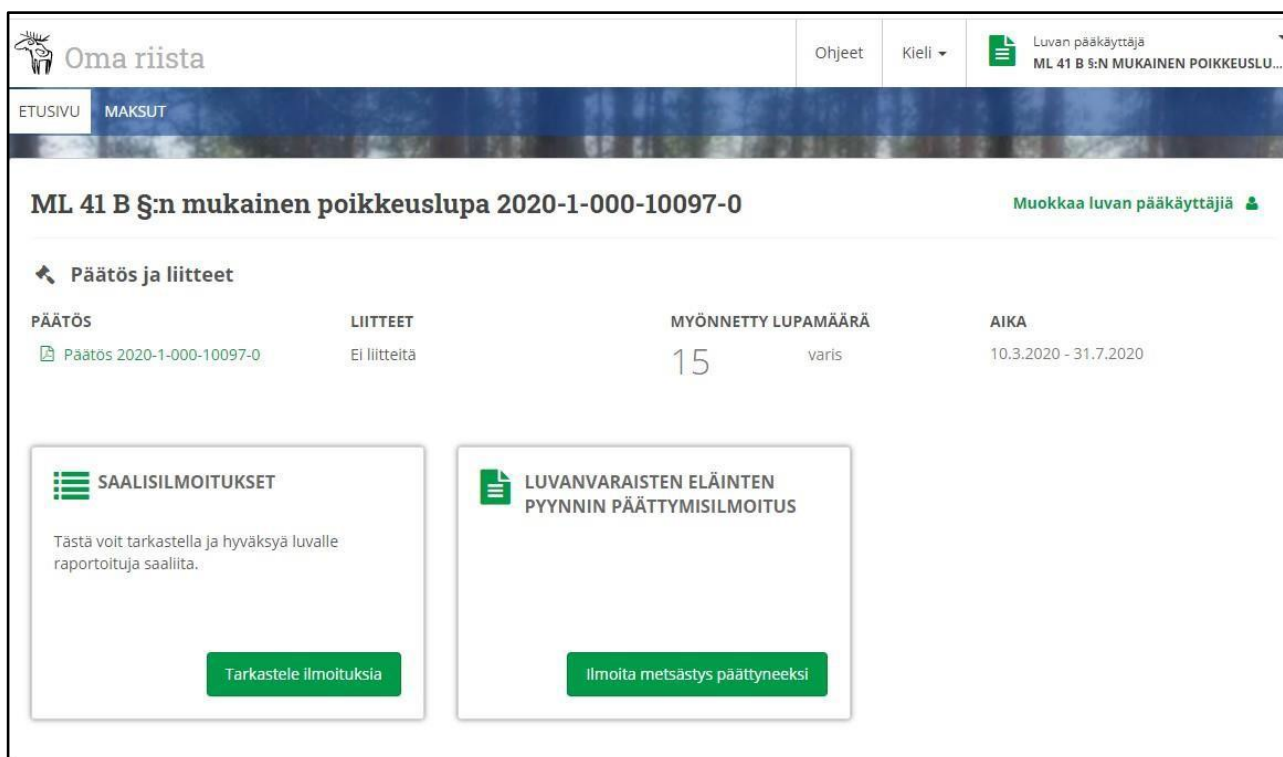 Oma riista
Ohjeet
Kieli
Luvan pääkäyttäjä
ML 41 B §:N MUKAINEN POIKKEUSLU...
ETUSIVU
MAKSUT
ML 41 B §:n mukainen poikkeuslupa 2020-1-000-10097-0
Muokkaa luvan pääkäyttäjiä
Päätös ja liitteet
PÄÄTÖS
LIITTEET
MYÖNNETTY LUPAMÄÄRÄ
AIKA
Päätös 2020-1-000-10097-0
Ei liitteitä
15
varis
10.3.2020 - 31.7.2020
SAALISILMOITUKSET
Tästä voit tarkastella ja hyväksyä luvalle
raportoituja saaliita.
Tarkastele ilmoituksia
LUVANVARAISTEN ELÄINTEN
PYYNNIN PÄÄTTYMISILMOITUS
Ilmoita metsästys päättyneeksi